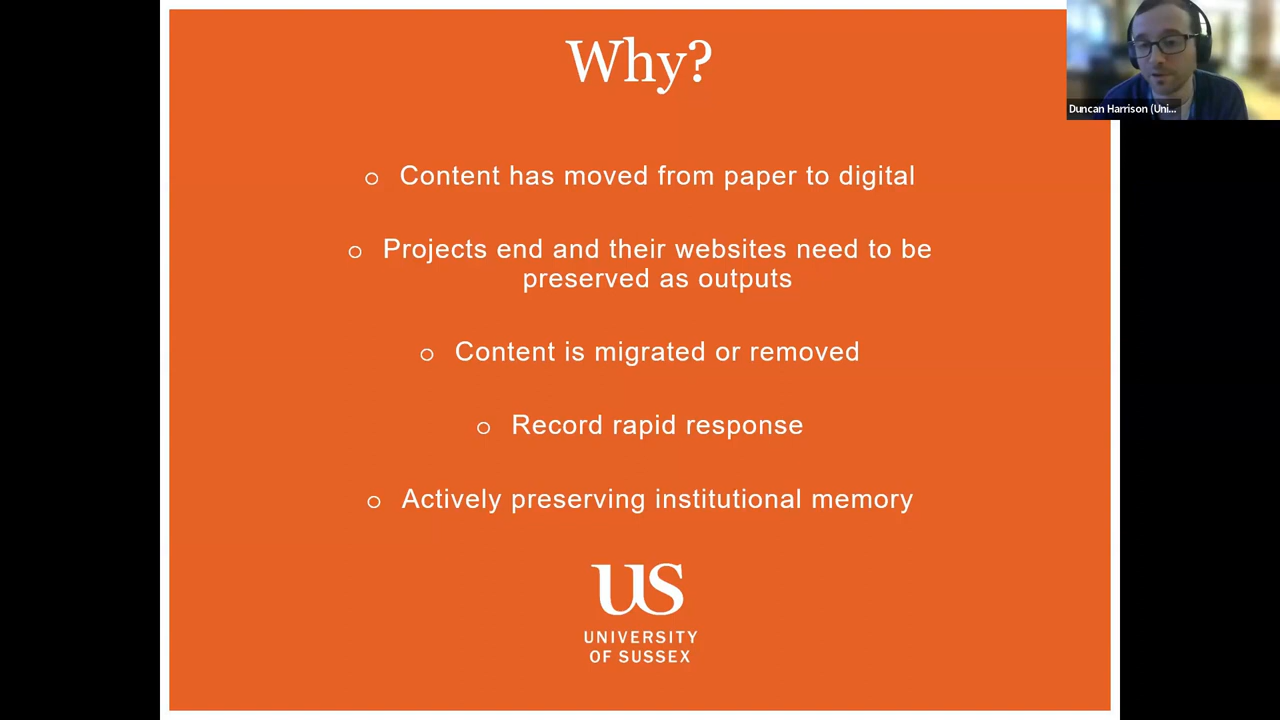 Why?
Duncan Harrison (Uni...
○ Content has moved from paper to digital
○ Projects end and their websites need to be
preserved as outputs
○ Content is migrated or removed
○ Record rapid response
○ Actively preserving institutional memory
US
UNIVERSITY
OF SUSSEX